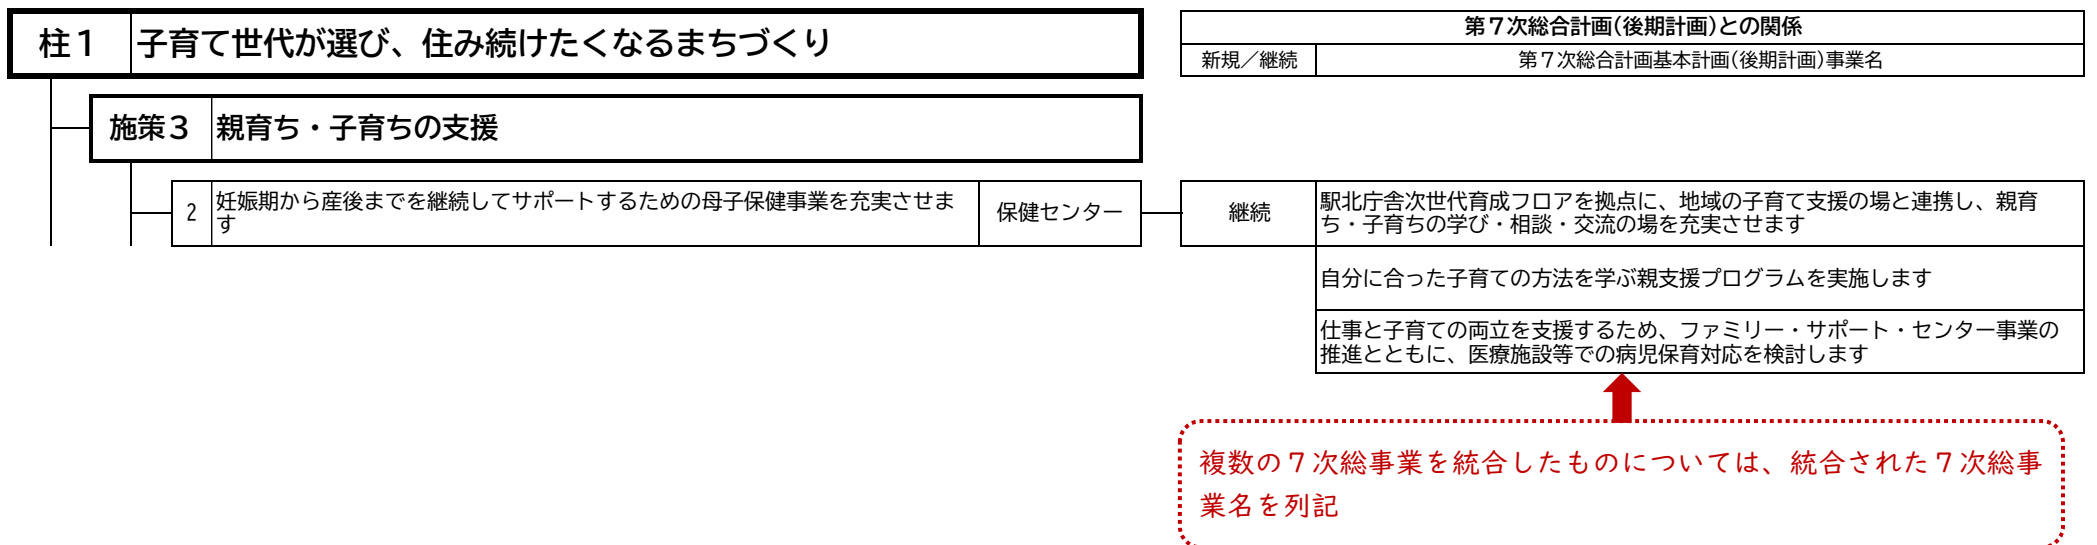 柱１ 子育て世代が選び、住み続けたくなるまちづくり
第７次総合計画(後期計画)との関係
新規／継続 第７次総合計画基本計画(後期計画)事業名
施策３ 親育ち・子育ちの支援
2 妊娠期から産後までを継続してサポートするための母子保健事業を充実させま
す
保健センター
継続
駅北庁舎次世代育成フロアを拠点に、地域の子育て支援の場と連携し、親育
ち・子育ちの学び・相談・交流の場を充実させます
自分に合った子育ての方法を学ぶ親支援プログラムを実施します
仕事と子育ての両立を支援するため、ファミリー・サポート・センター事業の
推進とともに、医療施設等での病児保育対応を検討します
複数の７次総事業を統合したものについては、統合された７次総事
業名を列記